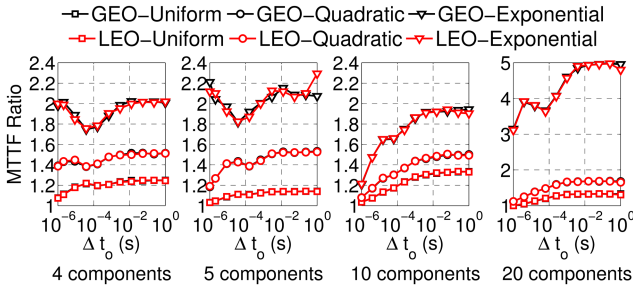 GEO−Uniform GEO−Quadratic GEO−Exponential
LEO−Uniform LEO−Quadratic LEO−Exponential
MTTF Ratio
2.4
2.2
2
1.8
1.6
1.4
1.2
1
10^−6 10^−4 10^−2 10^0
Δ t_o (s)
4 components
2.4
2.2
2
1.8
1.6
1.4
1.2
1
10^−6 10^−4 10^−2 10^0
Δ t_o (s)
5 components
2.4
2.2
2
1.8
1.6
1.4
1.2
1
10^−6 10^−4 10^−2 10^0
Δ t_o (s)
10 components
5
4
3
2
1
10^−6 10^−4 10^−2 10^0
Δ t_o (s)
20 components